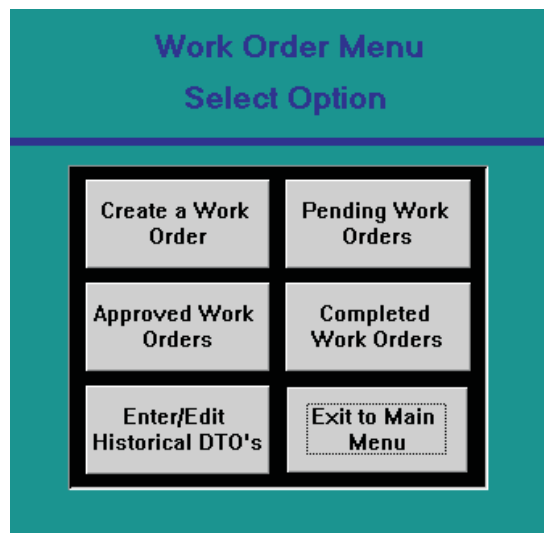 Work Order Menu
Select Option
Create a Work
Order
Pending Work
Orders
Approved Work
Orders
Completed
Work Orders
Enter/Edit
Historical DTO's
Exit to Main
Menu